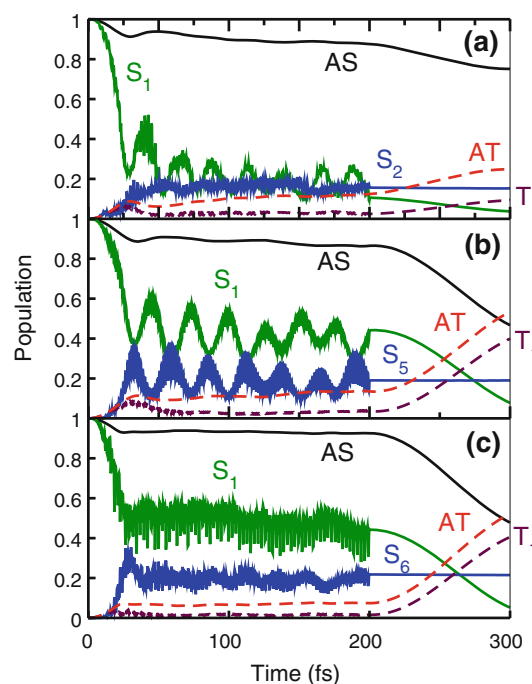 1
(a)
AS
S1
0.8
0.6
0.4
S2
AT
0.2
T
1
(b)
AS
0.8
S1
0.6
AT
0.4
T
S5
0.2
Population
1
(c)
AS
0.8
S1
0.6
AT
T
0.4
S6
0.2
0
0 100 200 300
Time (fs)